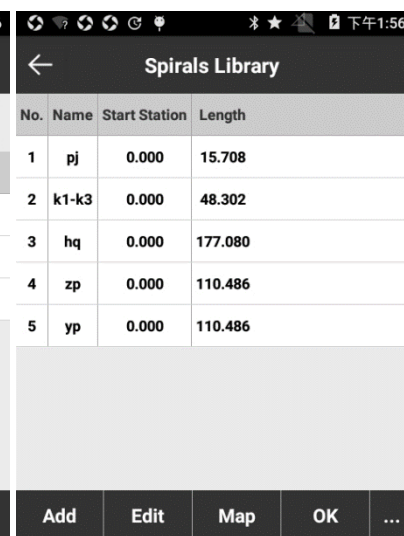 下午1:56
Spirals Library
No. Name Start Station Length
1 pj 0.000 15.708
2 k1-k3 0.000 48.302
3 hq 0.000 177.080
4 zp 0.000 110.486
5 yp 0.000 110.486
Add Edit Map OK ...